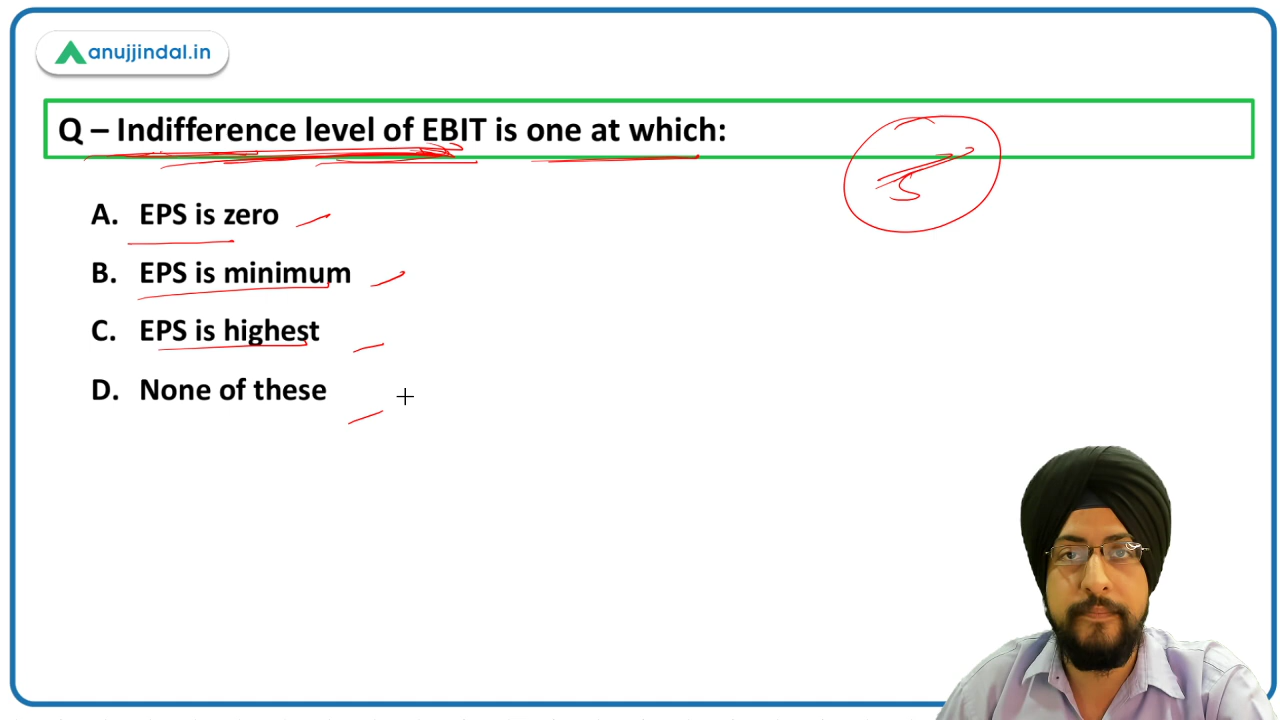 anujjindal.in
Q – Indifference level of EBIT is one at which:
A. EPS is zero
B. EPS is minimum
C. EPS is highest
D. None of these